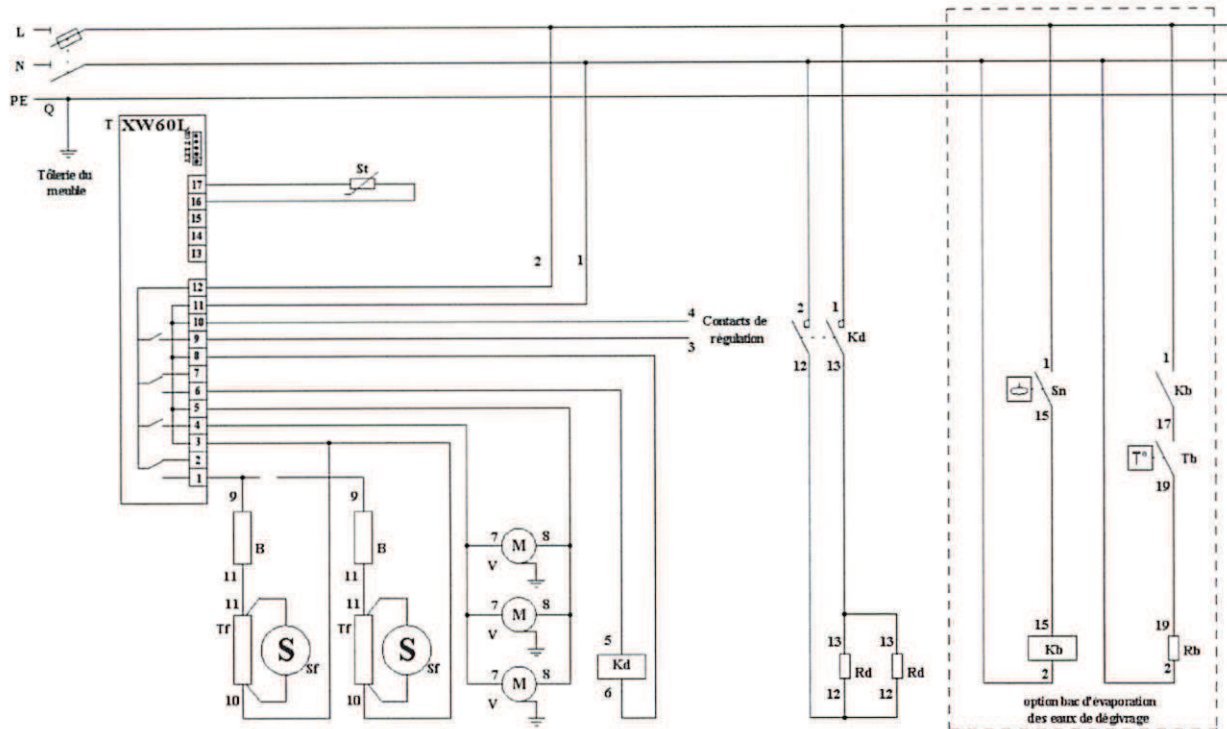 L
N
PE
Q
T XW60L
Tôlerie du
meuble
St
17
16
15
14
13
12
11
10
9
8
7
6
5
4
3
2
1
2
1
4
Contacts de
régulation
3
2
1
Kd
12
13
1
Sn
15
1
Kb
17
T°
Tb
19
9
9
B
B
11
11
11
11
Tf
Tf
S
S
Sf
Sf
10
10
7
M
8
V
7
M
8
V
7
M
8
V
5
Kd
6
13
13
Rd
Rd
12
12
15
Kb
2
19
Rb
2
option bac d'évaporation
des eaux de dégivrage